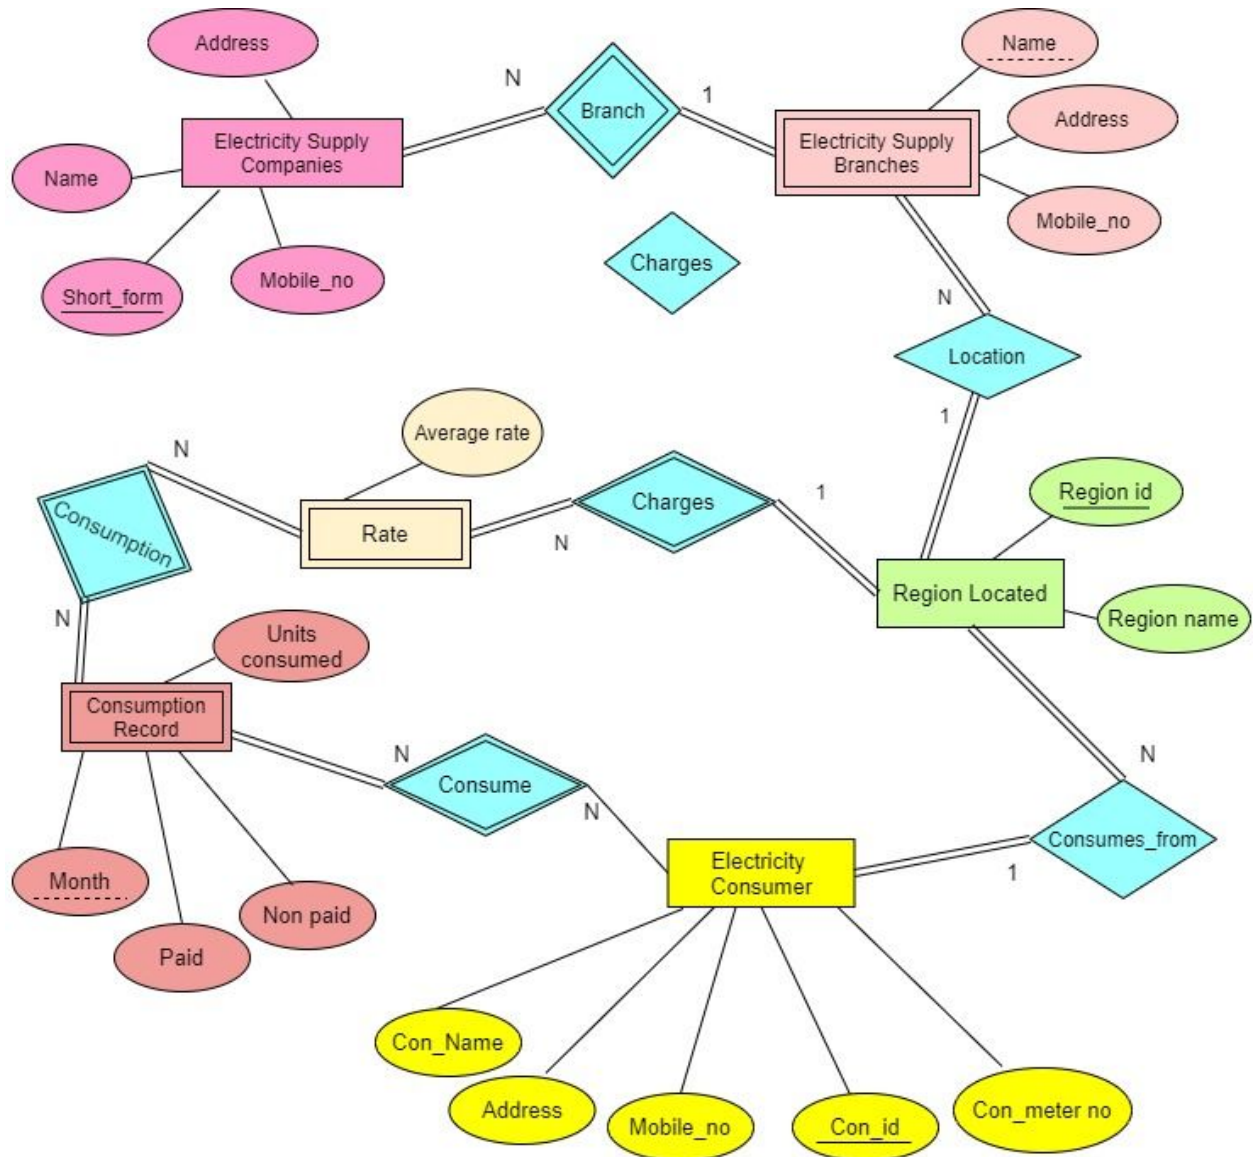 Address
Name
N
1
Branch
Electricity Supply
Companies
Electricity Supply
Branches
Address
Name
Mobile_no
Short_form
Mobile_no
Charges
N
Location
1
Average rate
N
Consumption
Rate
N
Charges
1
Region id
Region Located
Region name
N
Units
consumed
Consumption
Record
N
Consume
N
N
Consumes_from
1
Electricity
Consumer
Month
Paid
Non paid
Con_Name
Address
Mobile_no
Con_id
Con_meter no